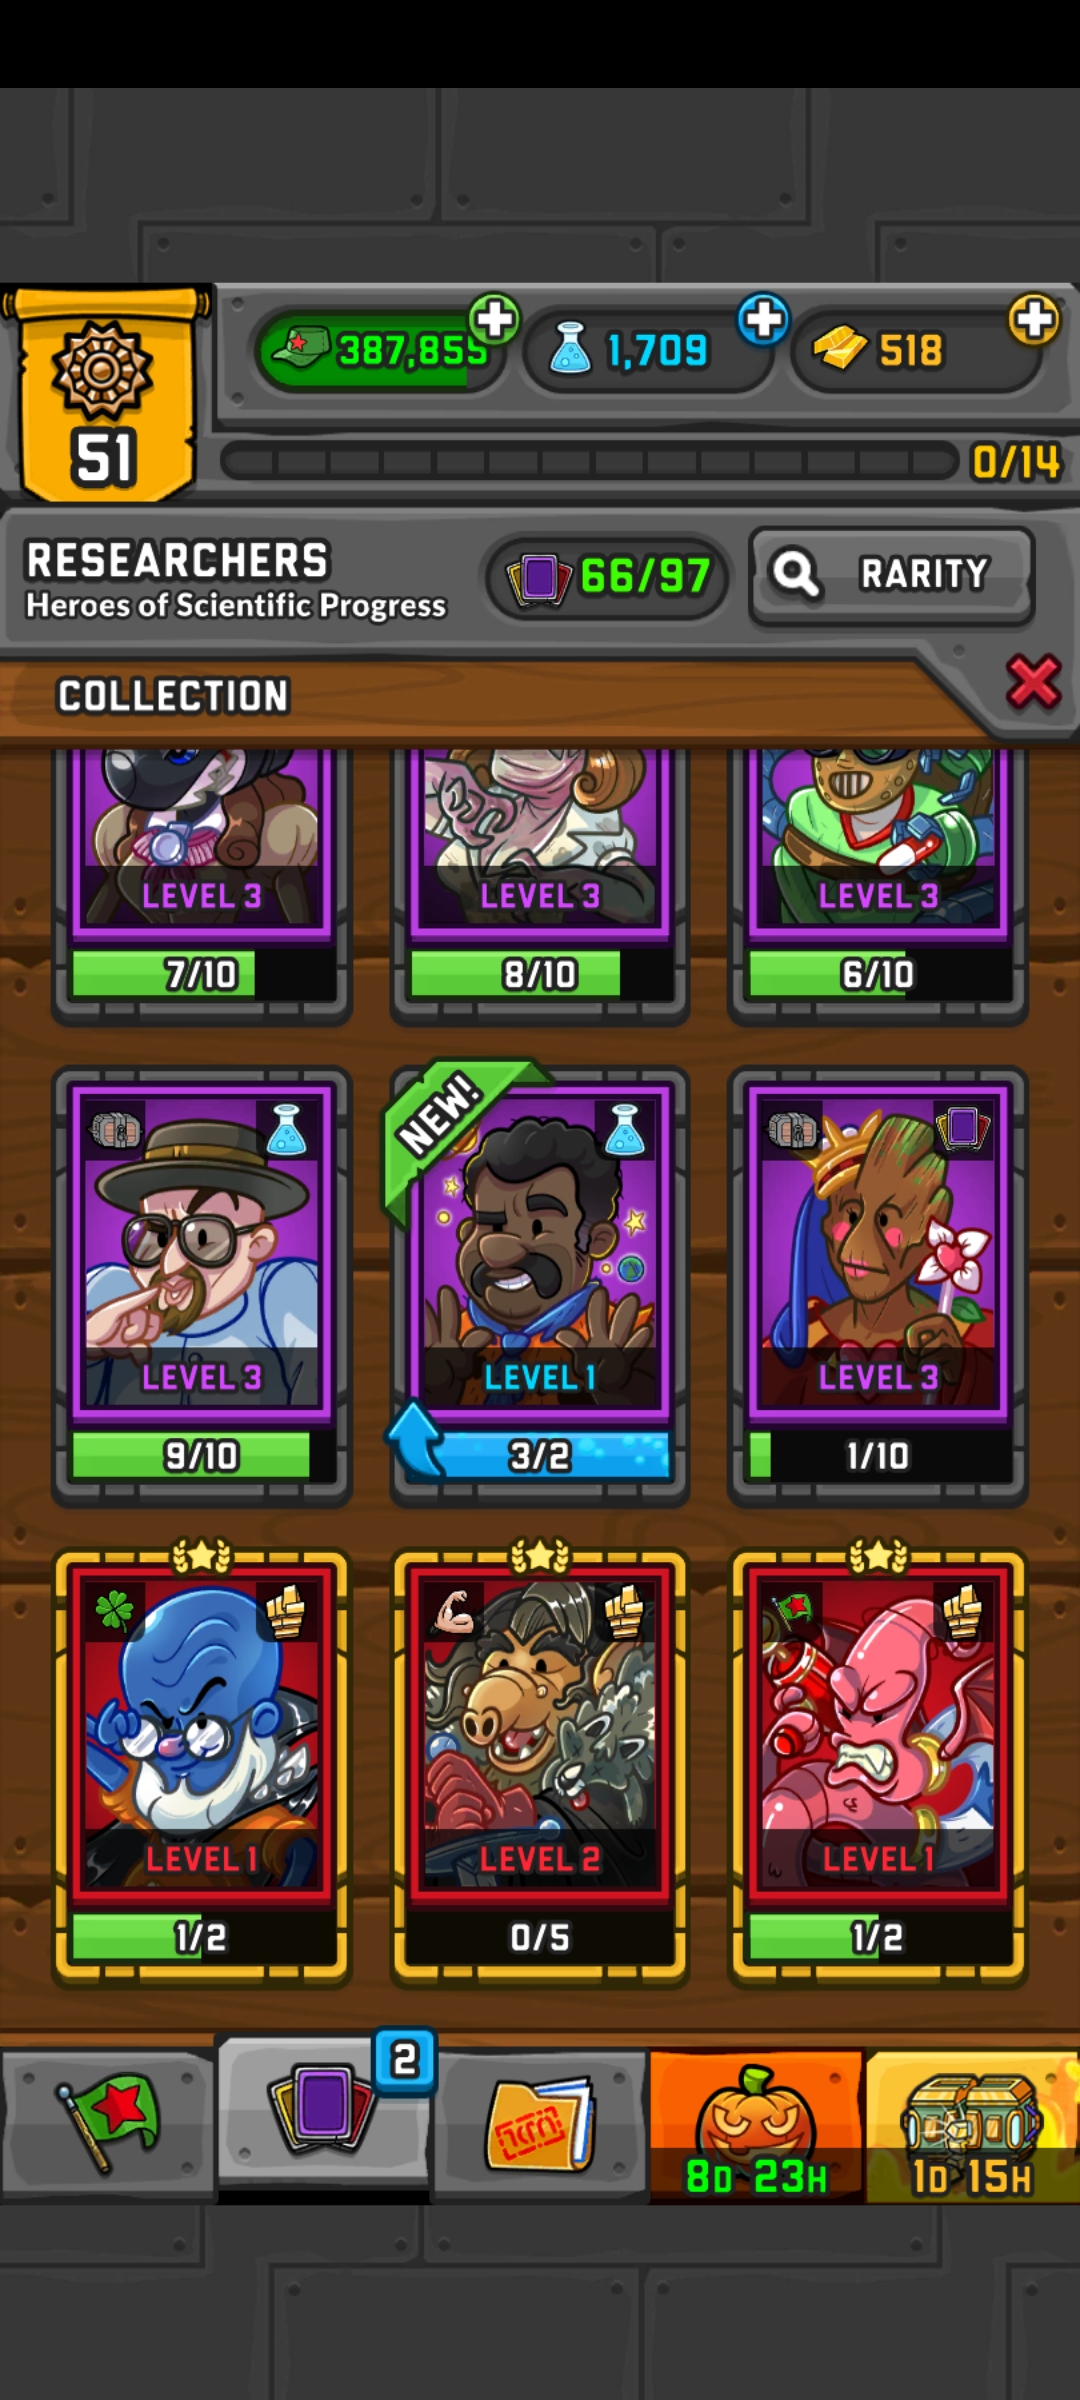 387,855
1,709
518
51
0/14
RESEARCHERS
Heroes of Scientific Progress
66/97
RARITY
COLLECTION
LEVEL 3
LEVEL 3
LEVEL 3
7/10
8/10
6/10
NEW!
LEVEL 3
LEVEL 1
LEVEL 3
9/10
3/2
1/10
LEVEL 1
LEVEL 2
LEVEL 1
1/2
0/5
1/2
2
8D 23H
1D 15H